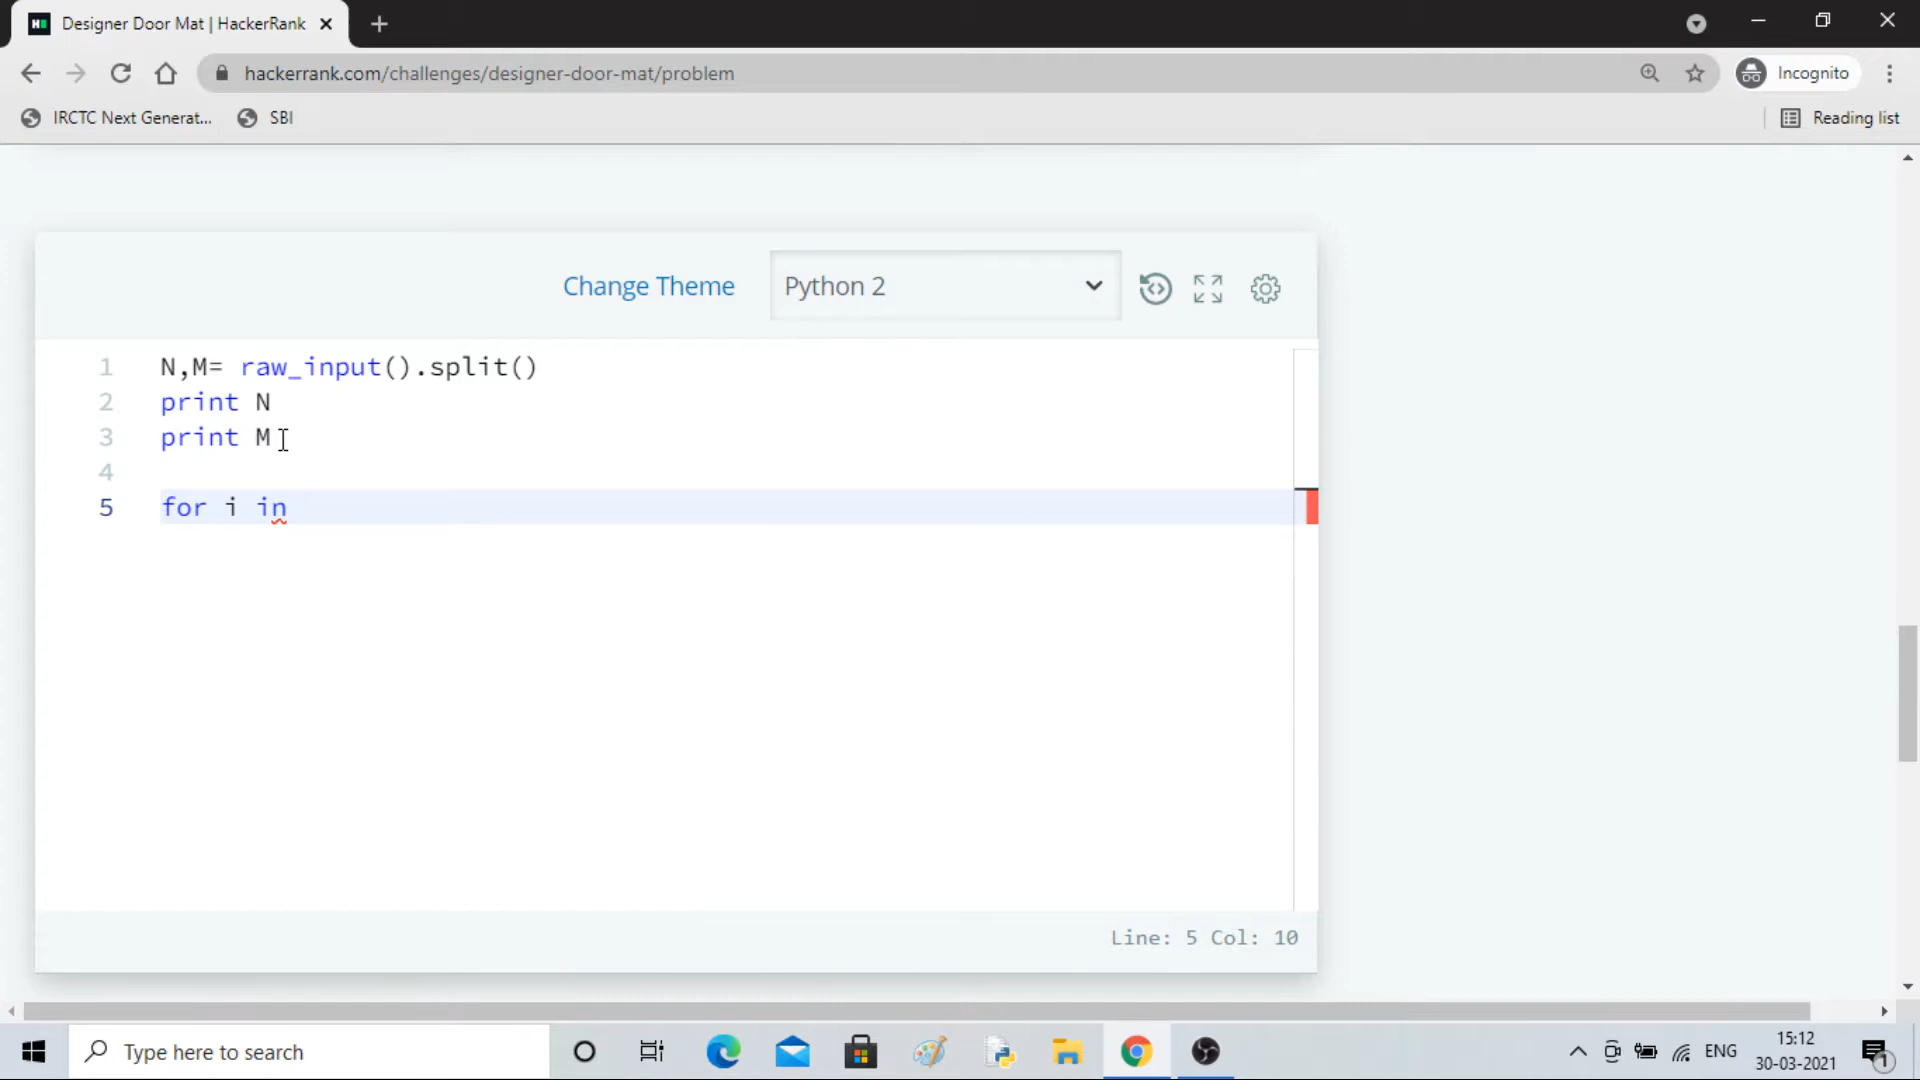 Designer Door Mat | HackerRank
hackerrank.com/challenges/designer-door-mat/problem
Incognito
IRCTC Next Generat...
SBI
Reading list
Change Theme
Python 2
1 N,M= raw_input().split()
2 print N
3 print M
4
5 for i in
Line: 5 Col: 10
Type here to search
ENG
15:12
30-03-2021
1